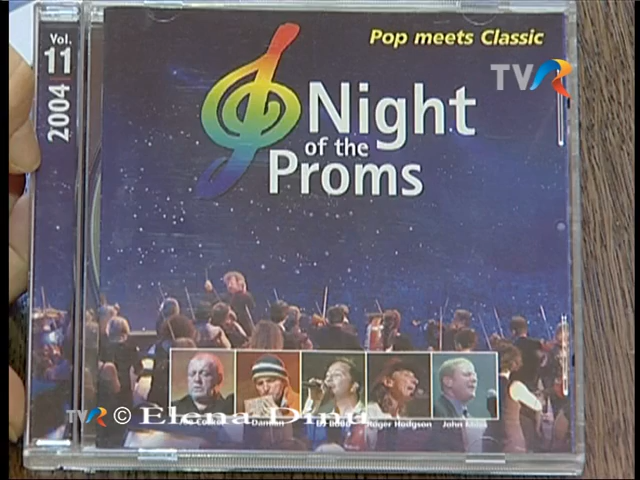 Vol.
11
2004
Pop meets Classic
TVR
Night
of the
Proms
Damian
Roger Hodgson
John Miles
TVR © Elena Dinu